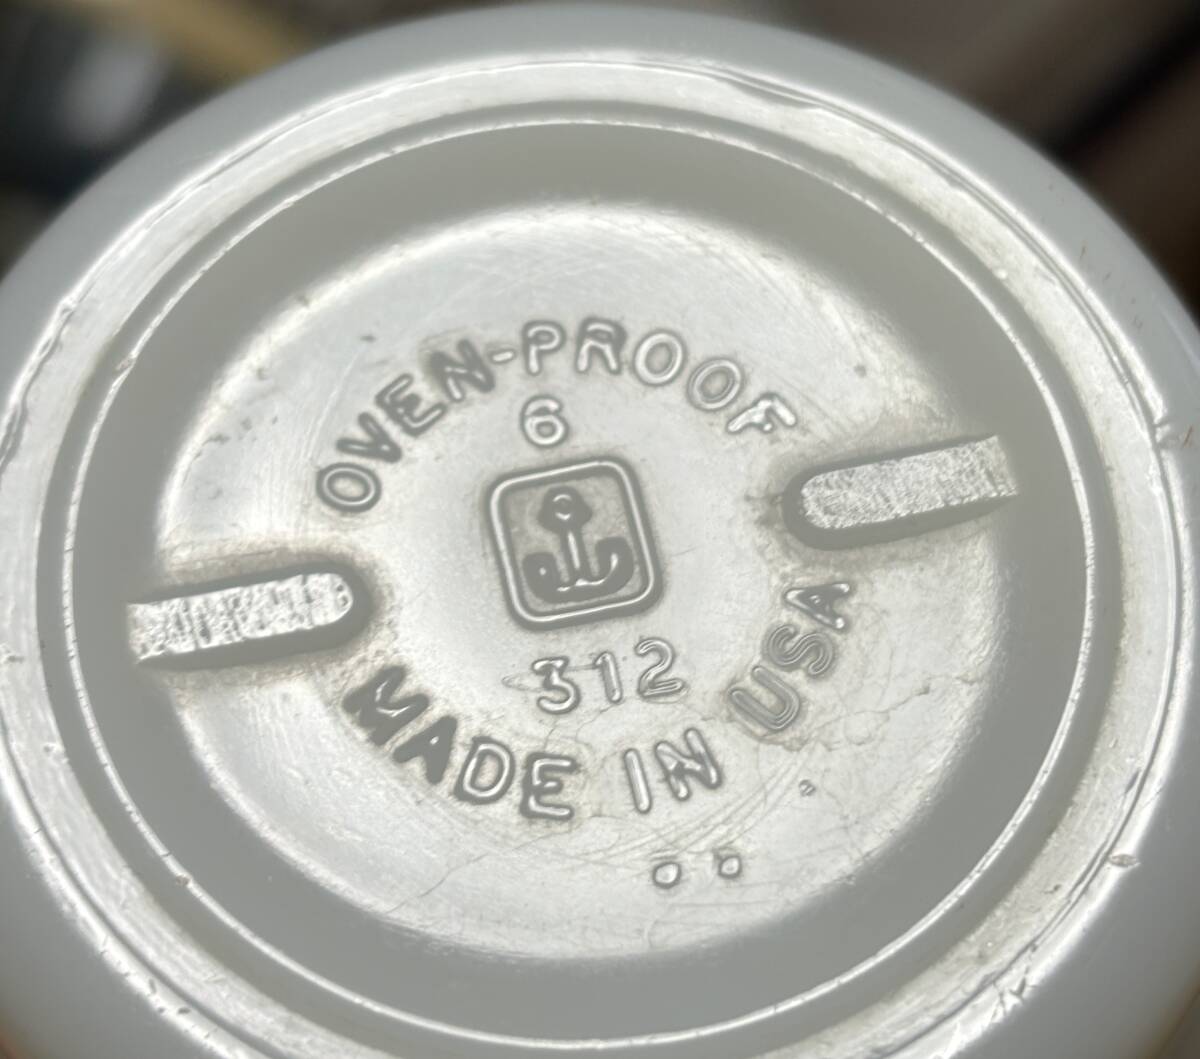 OVEN-PROOF
6
312
MADE IN USA